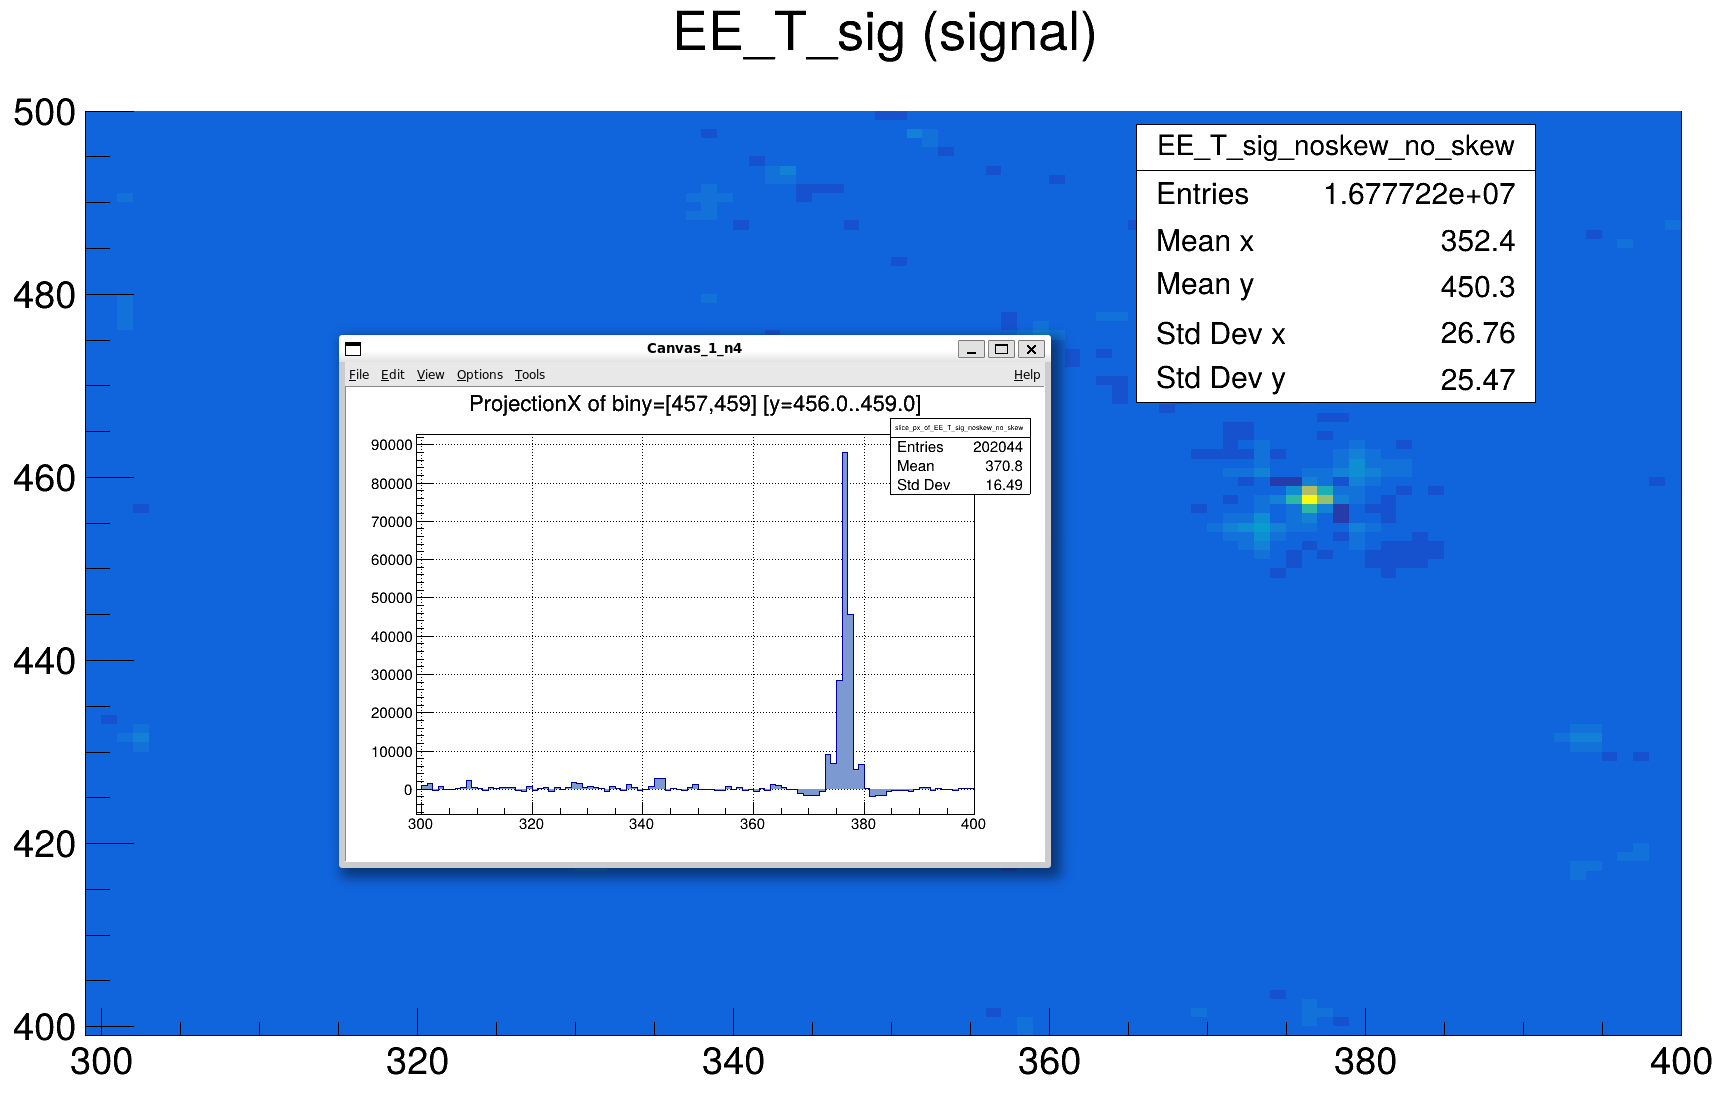 EE_T_sig (signal)
500
480
460
440
420
400
300
320
340
360
380
400
EE_T_sig_noskew_no_skew
Entries 1.677722e+07
Mean x 352.4
Mean y 450.3
Std Dev x 26.76
Std Dev y 25.47
Canvas_1_n4
File Edit View Options Tools Help
ProjectionX of biny=[457,459] [y=456.0..459.0]
slice_px_of_EE_T_sig_noskew_no_skew
Entries 202044
Mean 370.8
Std Dev 16.49
90000
80000
70000
60000
50000
40000
30000
20000
10000
0
300 320 340 360 380 400